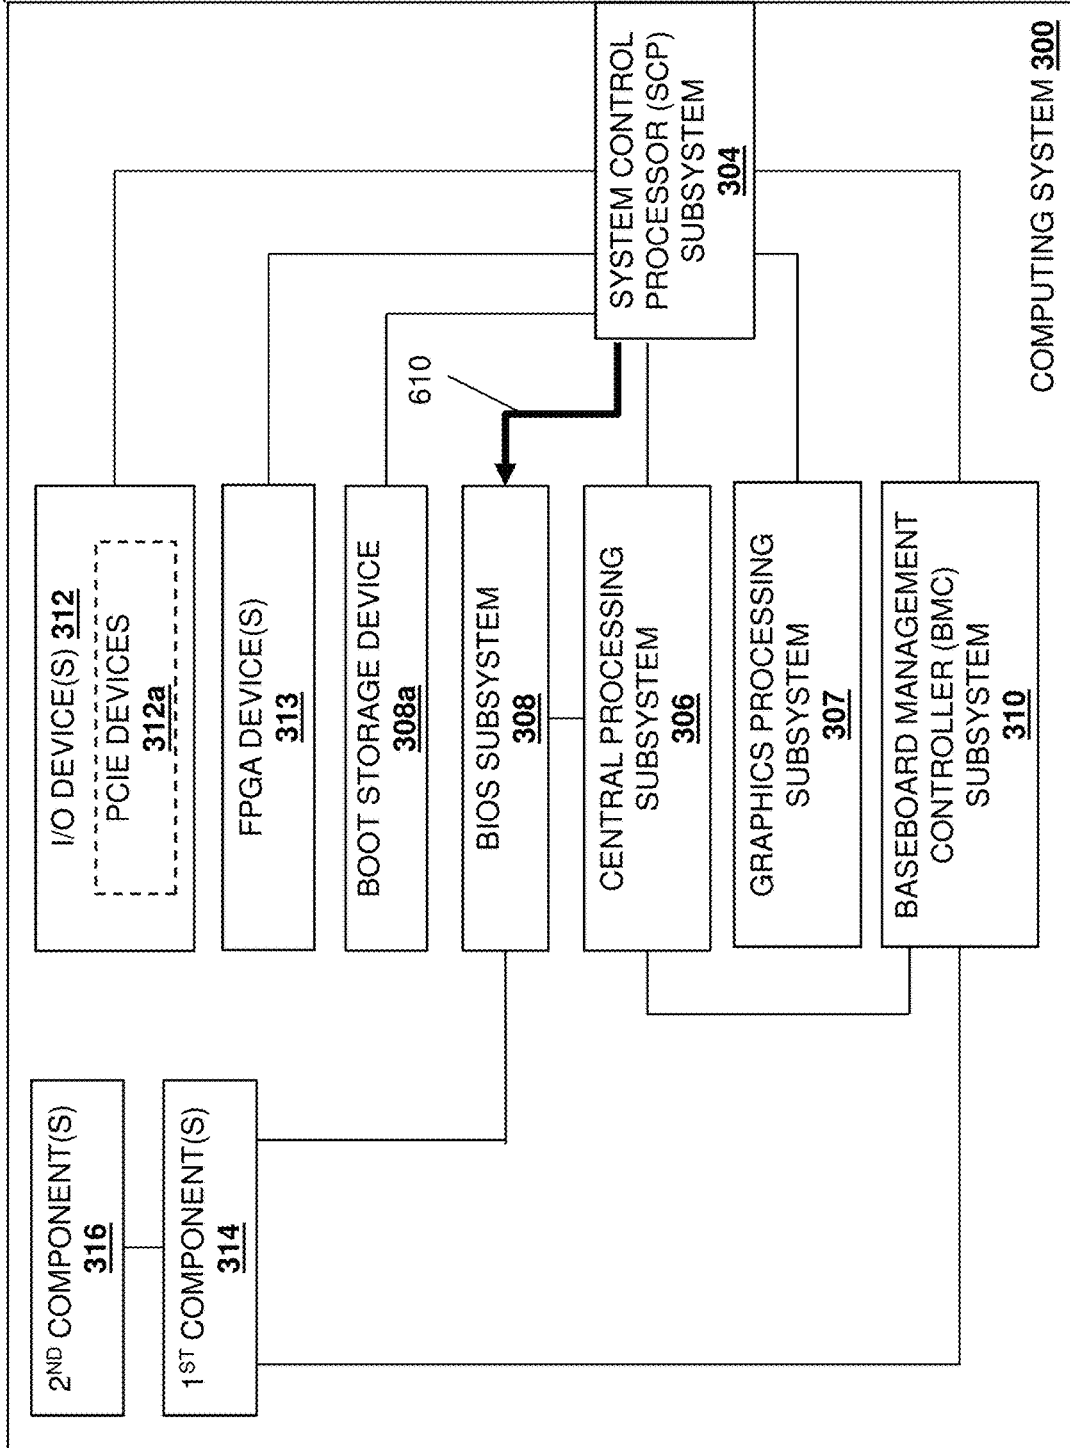 2ND COMPONENT(S)
316
1ST COMPONENT(S)
314
I/O DEVICE(S) 312
PCIE DEVICES
312a
FPGA DEVICE(S)
313
BOOT STORAGE DEVICE
308a
BIOS SUBSYSTEM
308
CENTRAL PROCESSING
SUBSYSTEM
306
GRAPHICS PROCESSING
SUBSYSTEM
307
BASEBOARD MANAGEMENT
CONTROLLER (BMC)
SUBSYSTEM
310
610
SYSTEM CONTROL
PROCESSOR (SCP)
SUBSYSTEM
304
COMPUTING SYSTEM 300